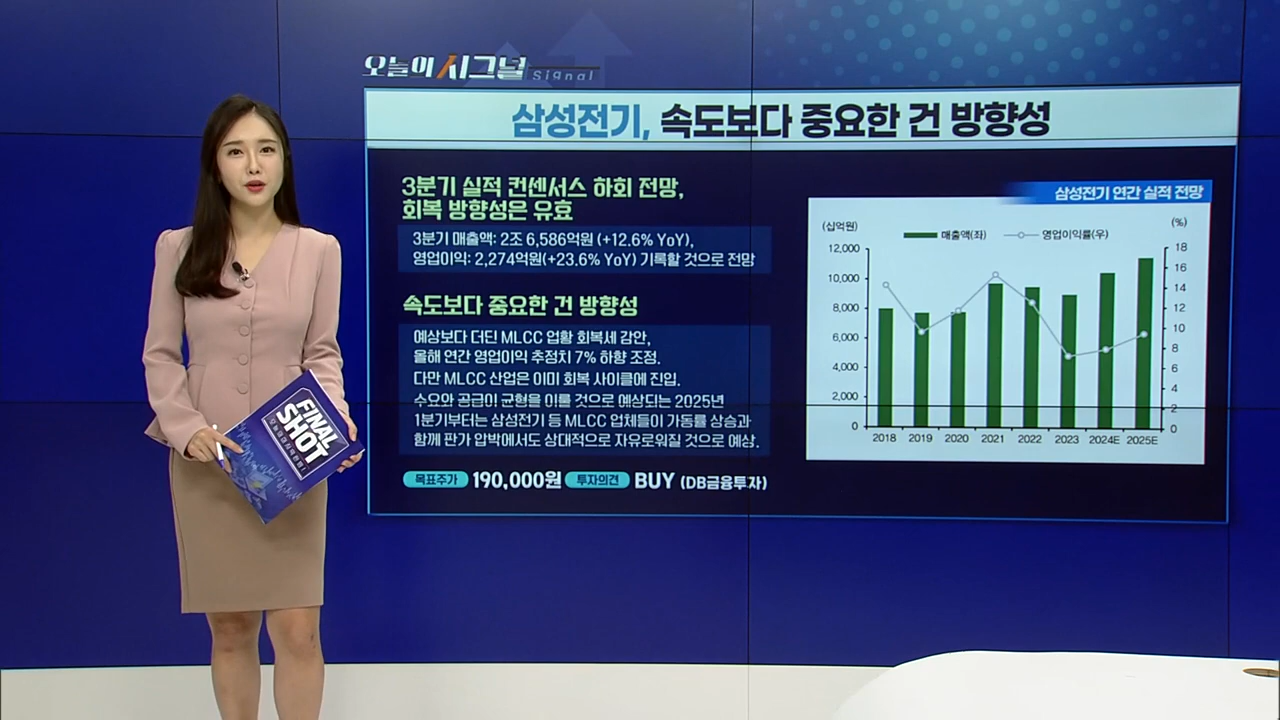 오늘의 시그널
Signal
삼성전기, 속도보다 중요한 건 방향성
3분기 실적 컨센서스 하회 전망,
회복 방향성은 유효
3분기 매출액: 2조 6,586억원 (+12.6% YoY),
영업이익: 2,274억원(+23.6% YoY) 기록할 것으로 전망
속도보다 중요한 건 방향성
예상보다 더딘 MLCC 업황 회복세 감안,
올해 연간 영업이익 추정치 7% 하향 조정.
다만 MLCC 산업은 이미 회복 사이클에 진입.
수요와 공급이 균형을 이룰 것으로 예상되는 2025년
1분기부터는 삼성전기 등 MLCC 업체들이 가동률 상승과
함께 판가 압박에서도 상대적으로 자유로워질 것으로 예상.
목표주가 190,000원 투자의견 BUY (DB금융투자)
삼성전기 연간 실적 전망
(십억원) (%)
매출액(좌) 영업이익률(우)
12,000
10,000
8,000
6,000
4,000
2,000
0
18
16
14
12
10
8
6
4
2
0
2018 2019 2020 2021 2022 2023 2024E 2025E
FINAL
SHOT